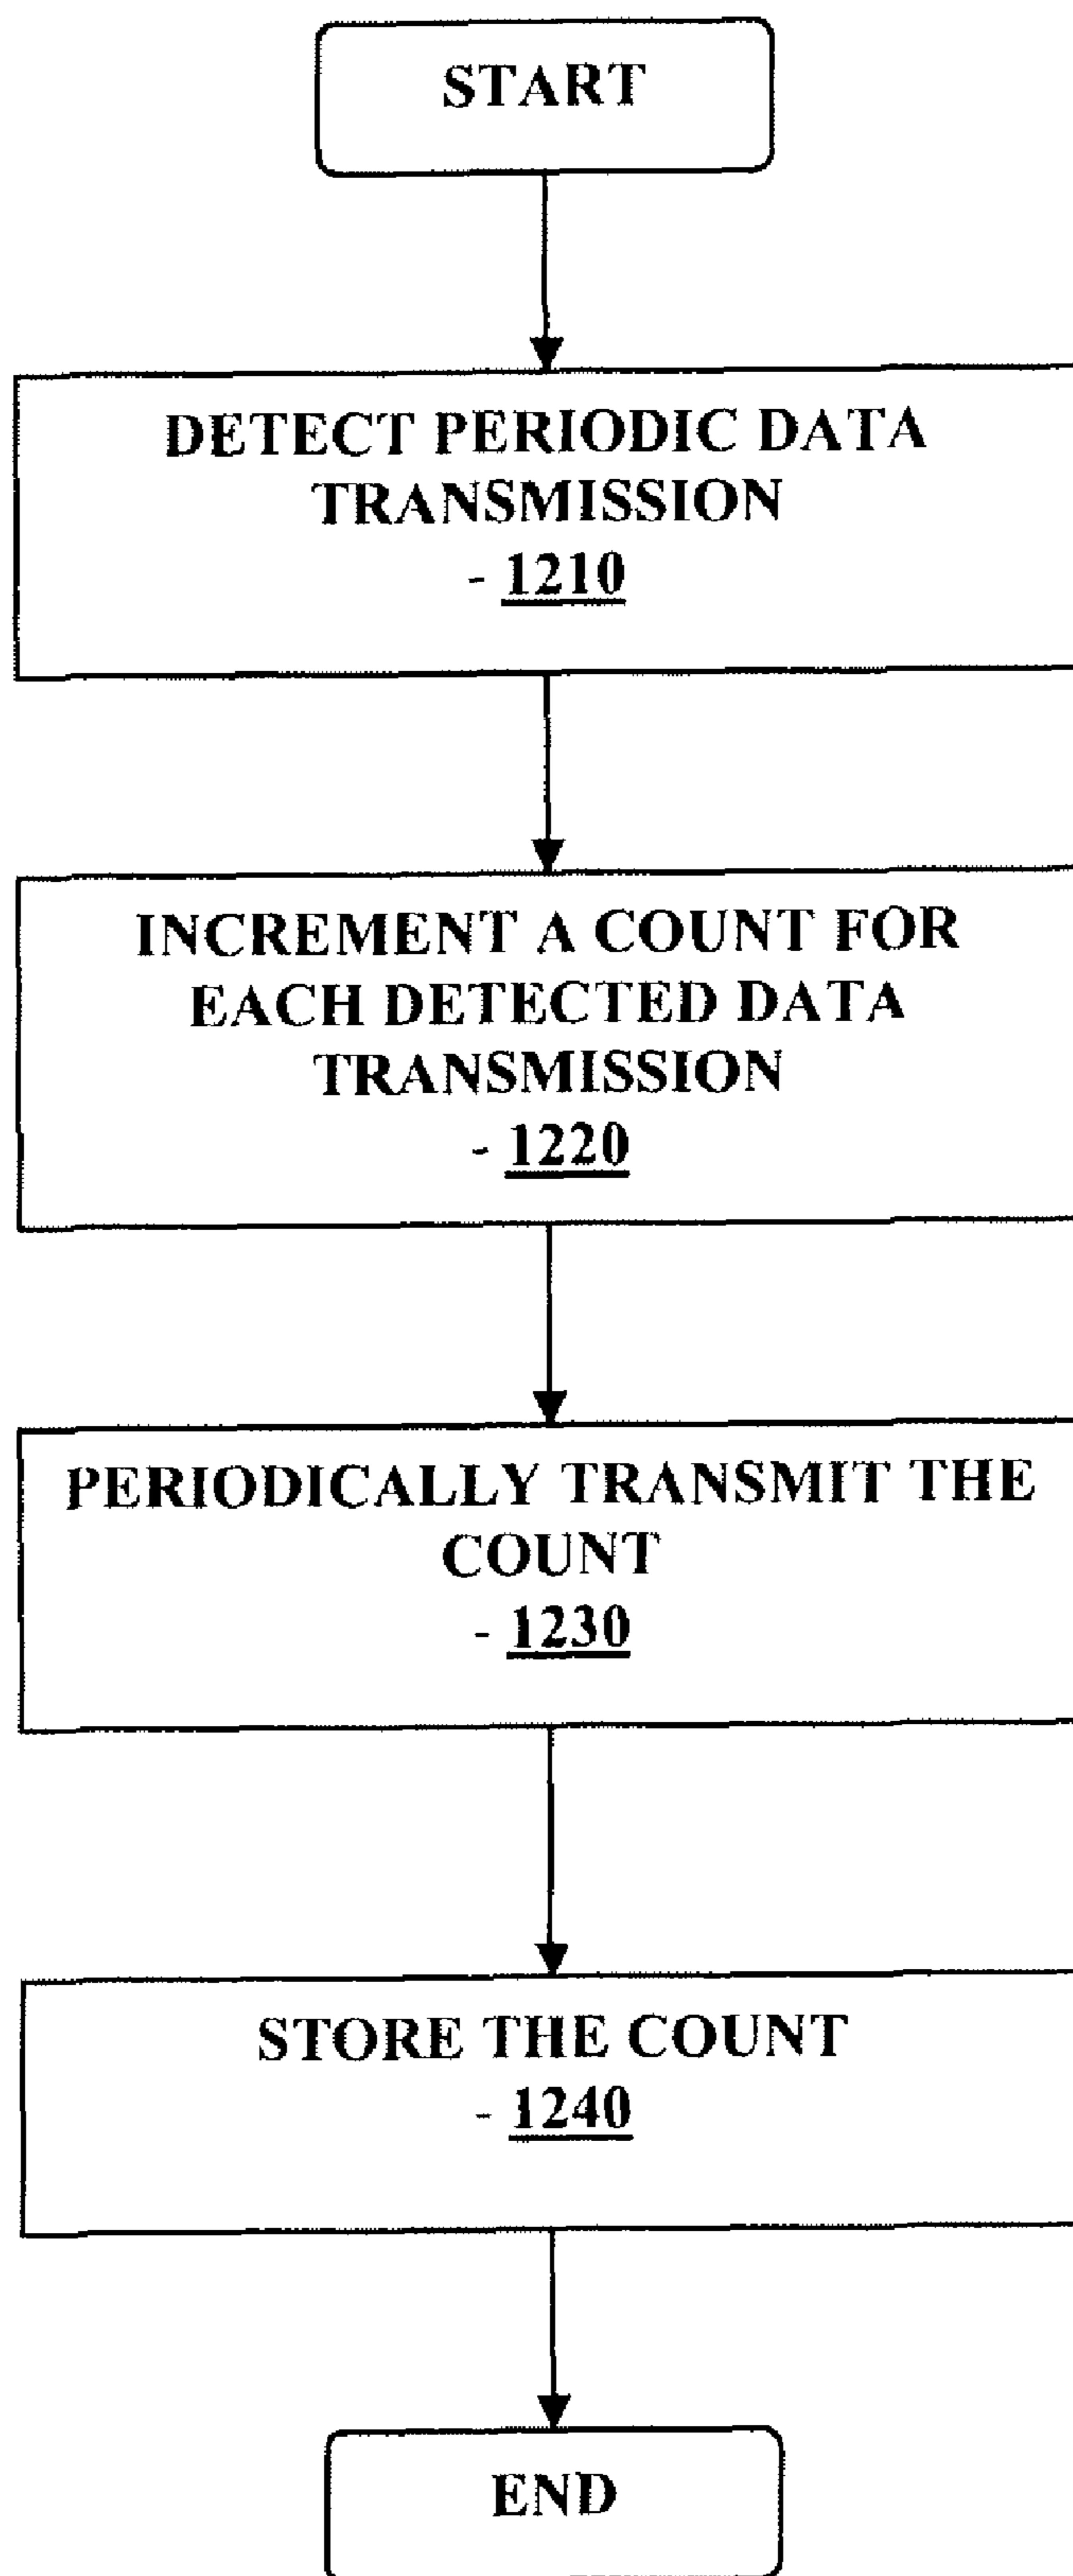 START
DETECT PERIODIC DATA
TRANSMISSION
- 1210
INCREMENT A COUNT FOR
EACH DETECTED DATA
TRANSMISSION
- 1220
PERIODICALLY TRANSMIT THE
COUNT
- 1230
STORE THE COUNT
- 1240
END